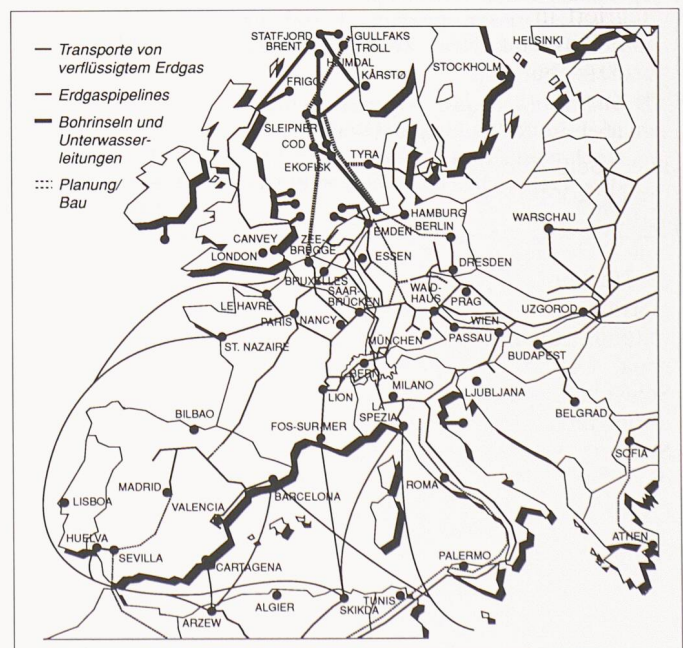 Transporte von
verflüssigtem Erdgas
Erdgaspipelines
Bohrinseln und
Unterwasser-
leitungen
Planung/
Bau
STATFJORD
BRENT
GULLFAKS
TROLL
HEIMDAL
HELSINKI
KÅRSTØ
STOCKHOLM
FRIGG
SLEIPNER
COD
EKOFISK
TYRA
HAMBURG
BERLIN
WARSCHAU
EMDEN
CANVEY
ZEE-
BRÜGGE
LONDON
ESSEN
DRESDEN
BRUXELLES
SAAR-
BRÜCKEN
WALD-
HAUS
PRAG
LE HAVRE
PARIS
NANCY
WIEN
UZGOROD
ST. NAZAIRE
MÜNCHEN
PASSAU
BUDAPEST
BERN
LION
MILANO
LJUBLJANA
BELGRAD
BILBAO
LA
SPEZIA
FOS-SUR-MER
SOFIA
MADRID
VALENCIA
BARCELONA
ROMA
LISBOA
HUELVA
SEVILLA
CARTAGENA
PALERMO
ATHEN
ALGIER
TUNIS
SKIKDA
ARZEW